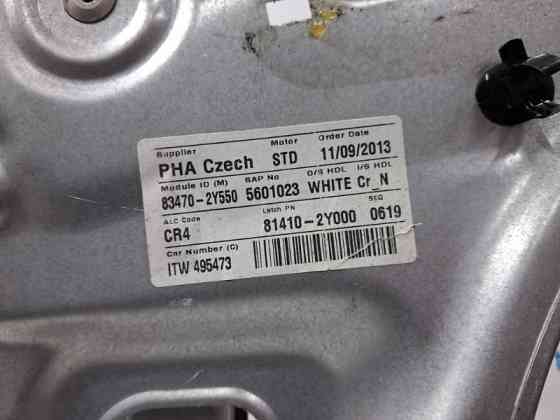 Supplier Motor Order Date
PHA Czech STD 11/09/2013
Module ID (M) SAP No O/S HDL I/S HDL
83470-2Y550 5601023 WHITE Cr_N
ALC Code Latch PN SEQ
CR4 81410-2Y000 0619
Car Number (C)
ITW 495473